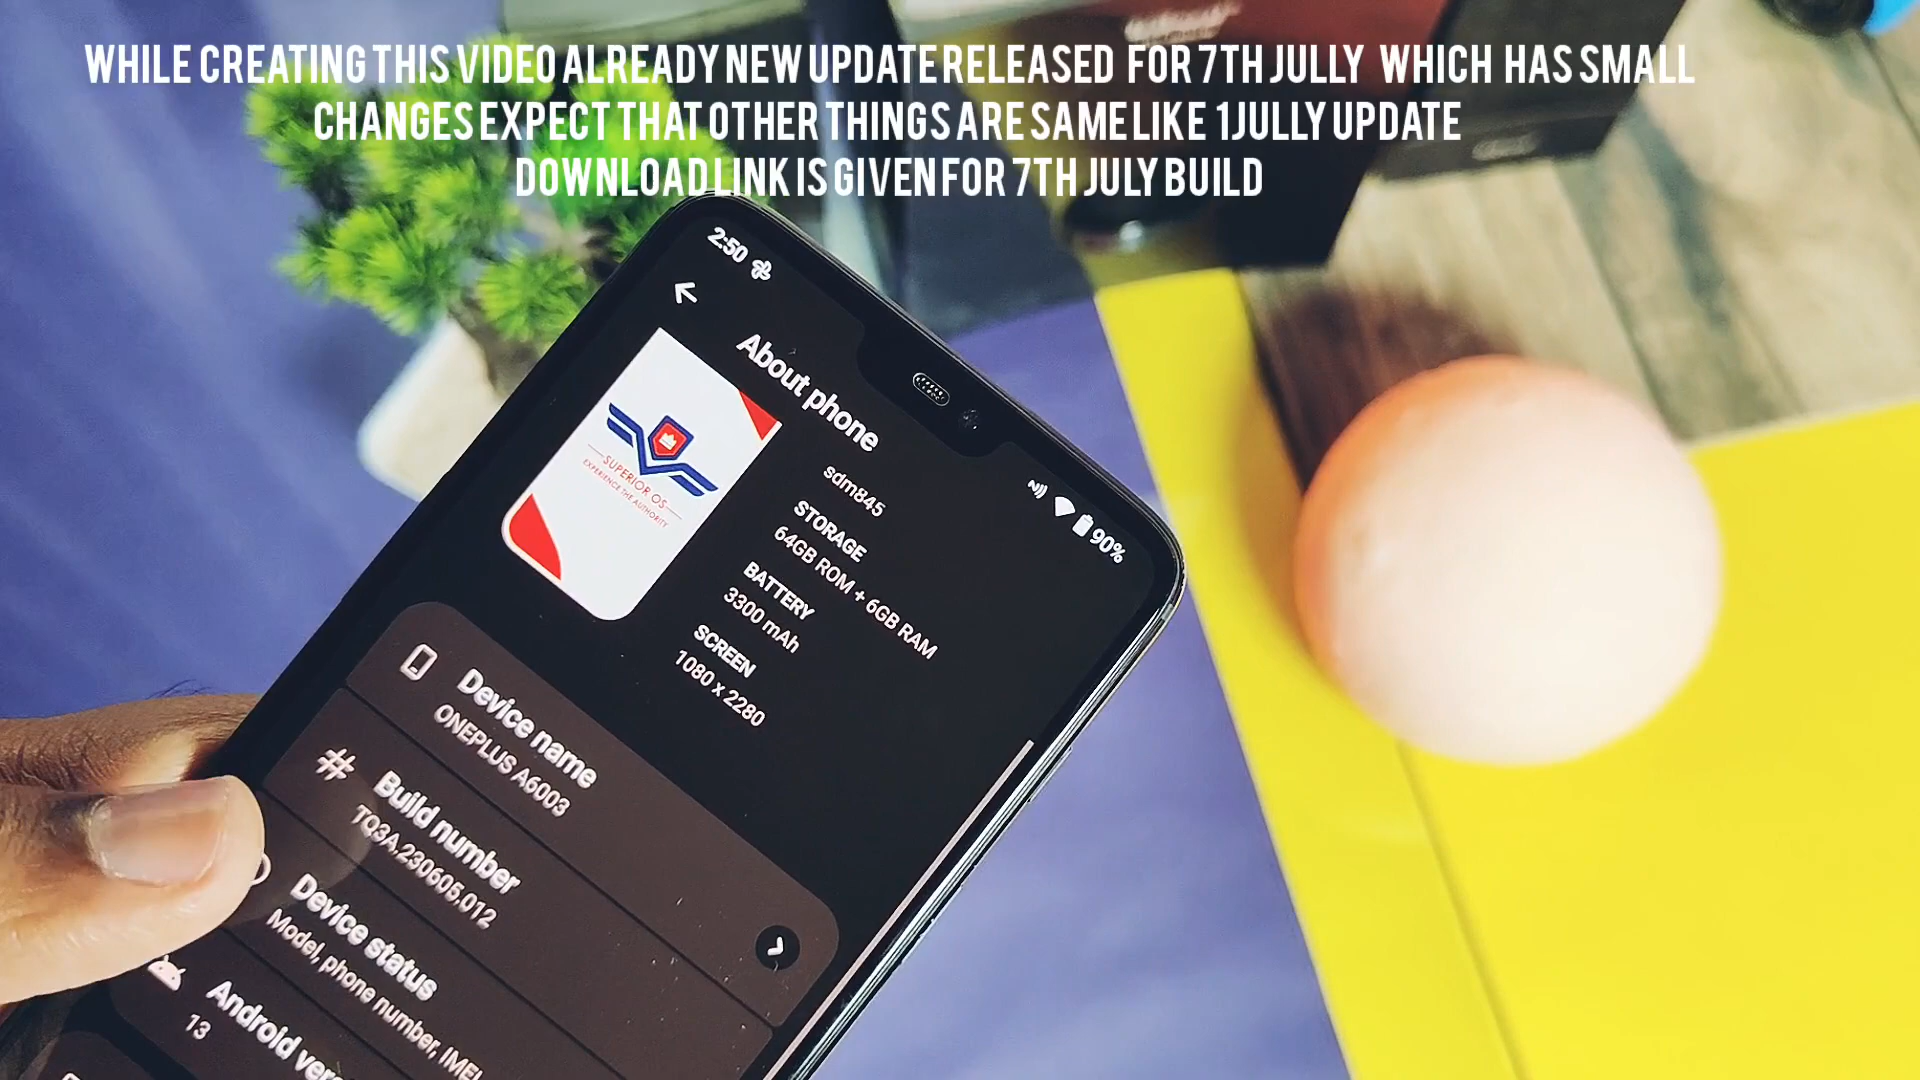 WHILE CREATING THIS VIDEO ALREADY NEW UPDATE RELEASED FOR 7TH JULLY WHICH HAS SMALL
CHANGES EXPECT THAT OTHER THINGS ARE SAME LIKE 1JULLY UPDATE
DOWNLOAD LINK IS GIVEN FOR 7TH JULY BUILD
2:50
90%
About phone
SUPERIOR OS
EXPERIENCE THE AUTHORITY
sdm845
STORAGE
64GB ROM + 6GB RAM
BATTERY
3300 mAh
SCREEN
1080 x 2280
Device name
ONEPLUS A6003
Build number
TQ3A.230605.012
Device status
Model, phone number, IMEI
Android
13